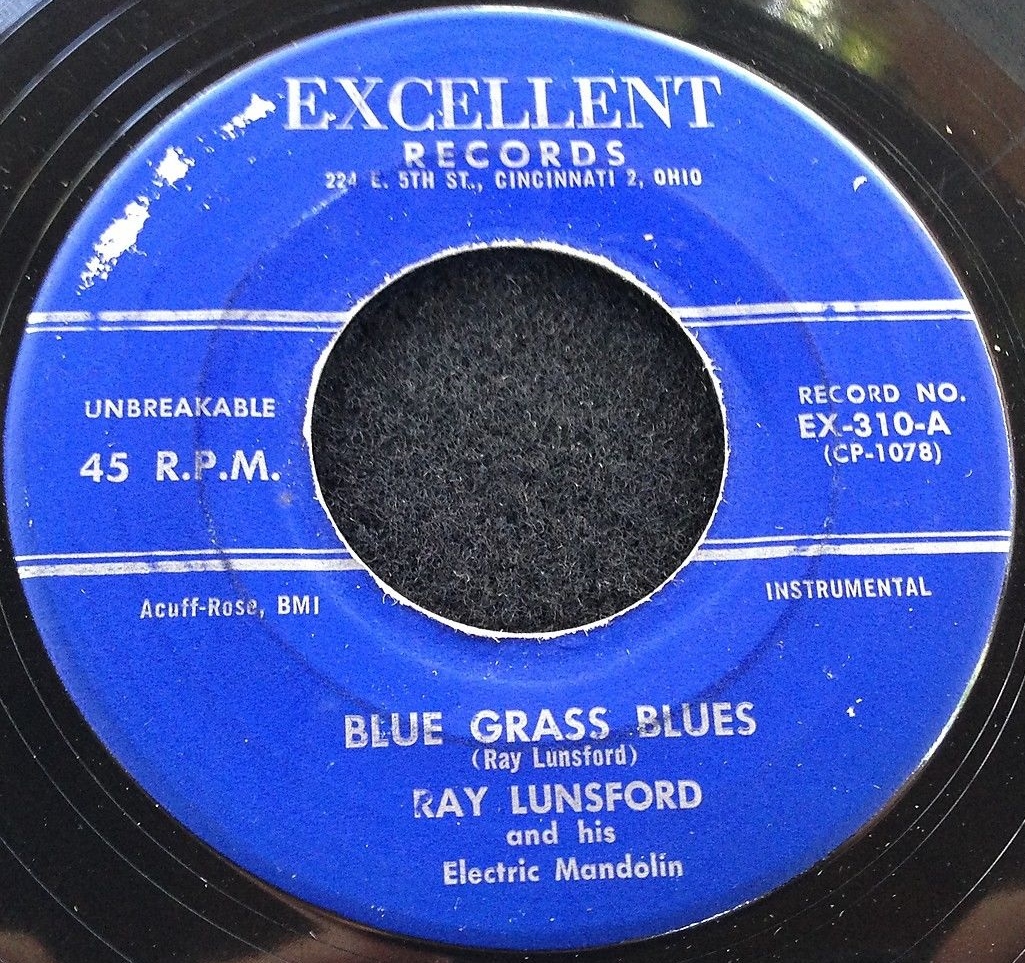 EXCELLENT
RECORDS
224 E. 5TH ST., CINCINNATI 2, OHIO
UNBREAKABLE
45 R.P.M.
RECORD NO.
EX-310-A
(CP-1078)
Acuff-Rose, BMI
INSTRUMENTAL
BLUE GRASS BLUES
(Ray Lunsford)
RAY LUNSFORD
and his
Electric Mandolin